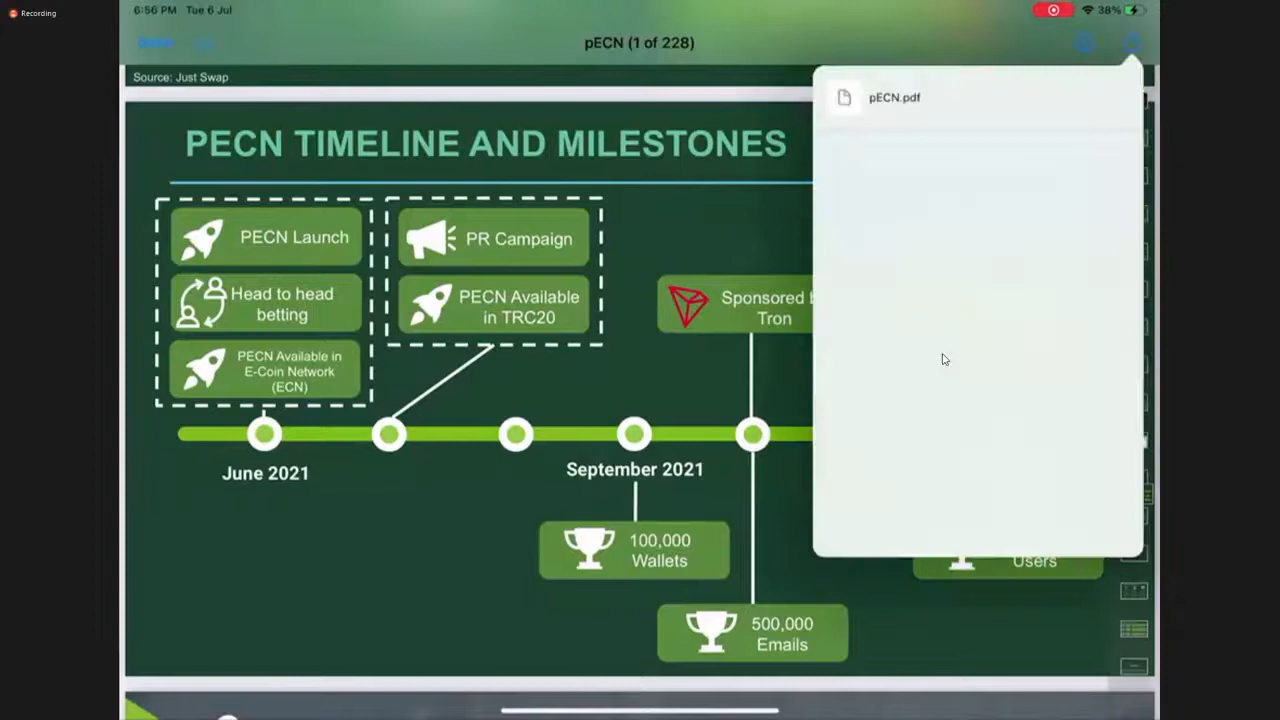 Recording
6:56 PM Tue 6 Jul
38%
pECN (1 of 228)
Source: Just Swap
pECN.pdf
PECN TIMELINE AND MILESTONES
PECN Launch
Head to head
betting
PECN Available in
E-Coin Network
(ECN)
PR Campaign
PECN Available
in TRC20
Sponsored b
Tron
June 2021
September 2021
100,000
Wallets
500,000
Emails
Users